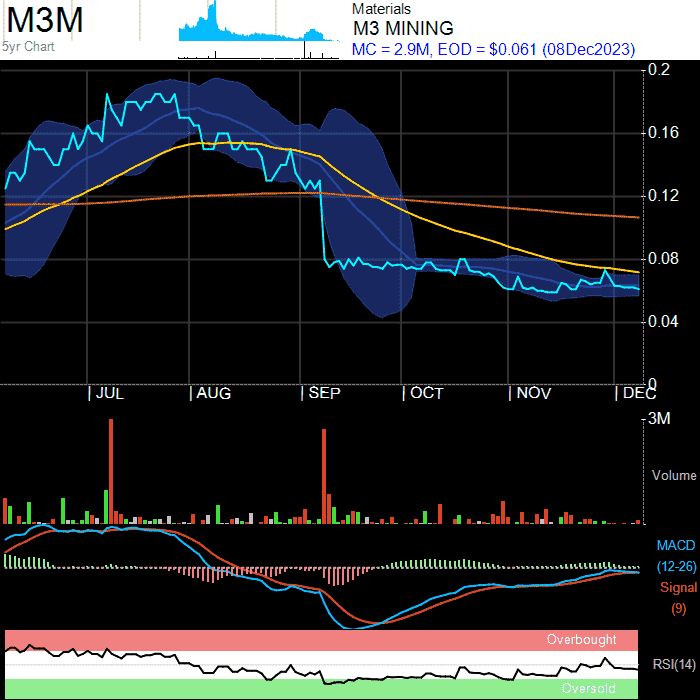 M3M
5yr Chart
Materials
M3 MINING
MC = 2.9M, EOD = $0.061 (08Dec2023)
0.2
0.16
0.12
0.08
0.04
0
JUL AUG SEP OCT NOV DEC
3M
Volume
MACD
(12-26)
Signal
(9)
Overbought
RSI(14)
Oversold